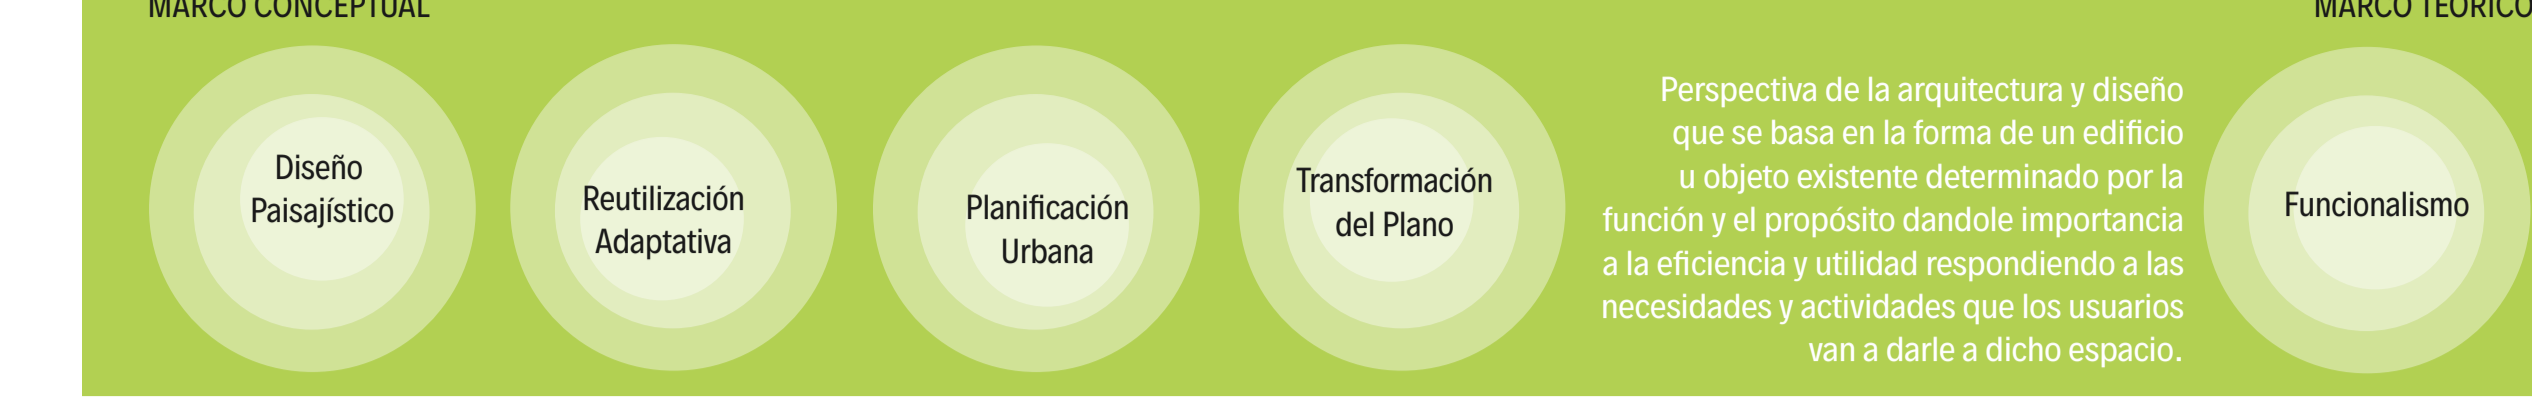 MARCO CONCEPTUAL
MARCO TEÓRICO
Diseño
Paisajístico
Reutilización
Adaptativa
Planificación
Urbana
Transformación
del Plano
Perspectiva de la arquitectura y diseño
que se basa en la forma de un edificio
u objeto existente determinado por la
función y el propósito dandole importancia
a la eficiencia y utilidad respondiendo a las
necesidades y actividades que los usuarios
van a darle a dicho espacio.
Funcionalismo